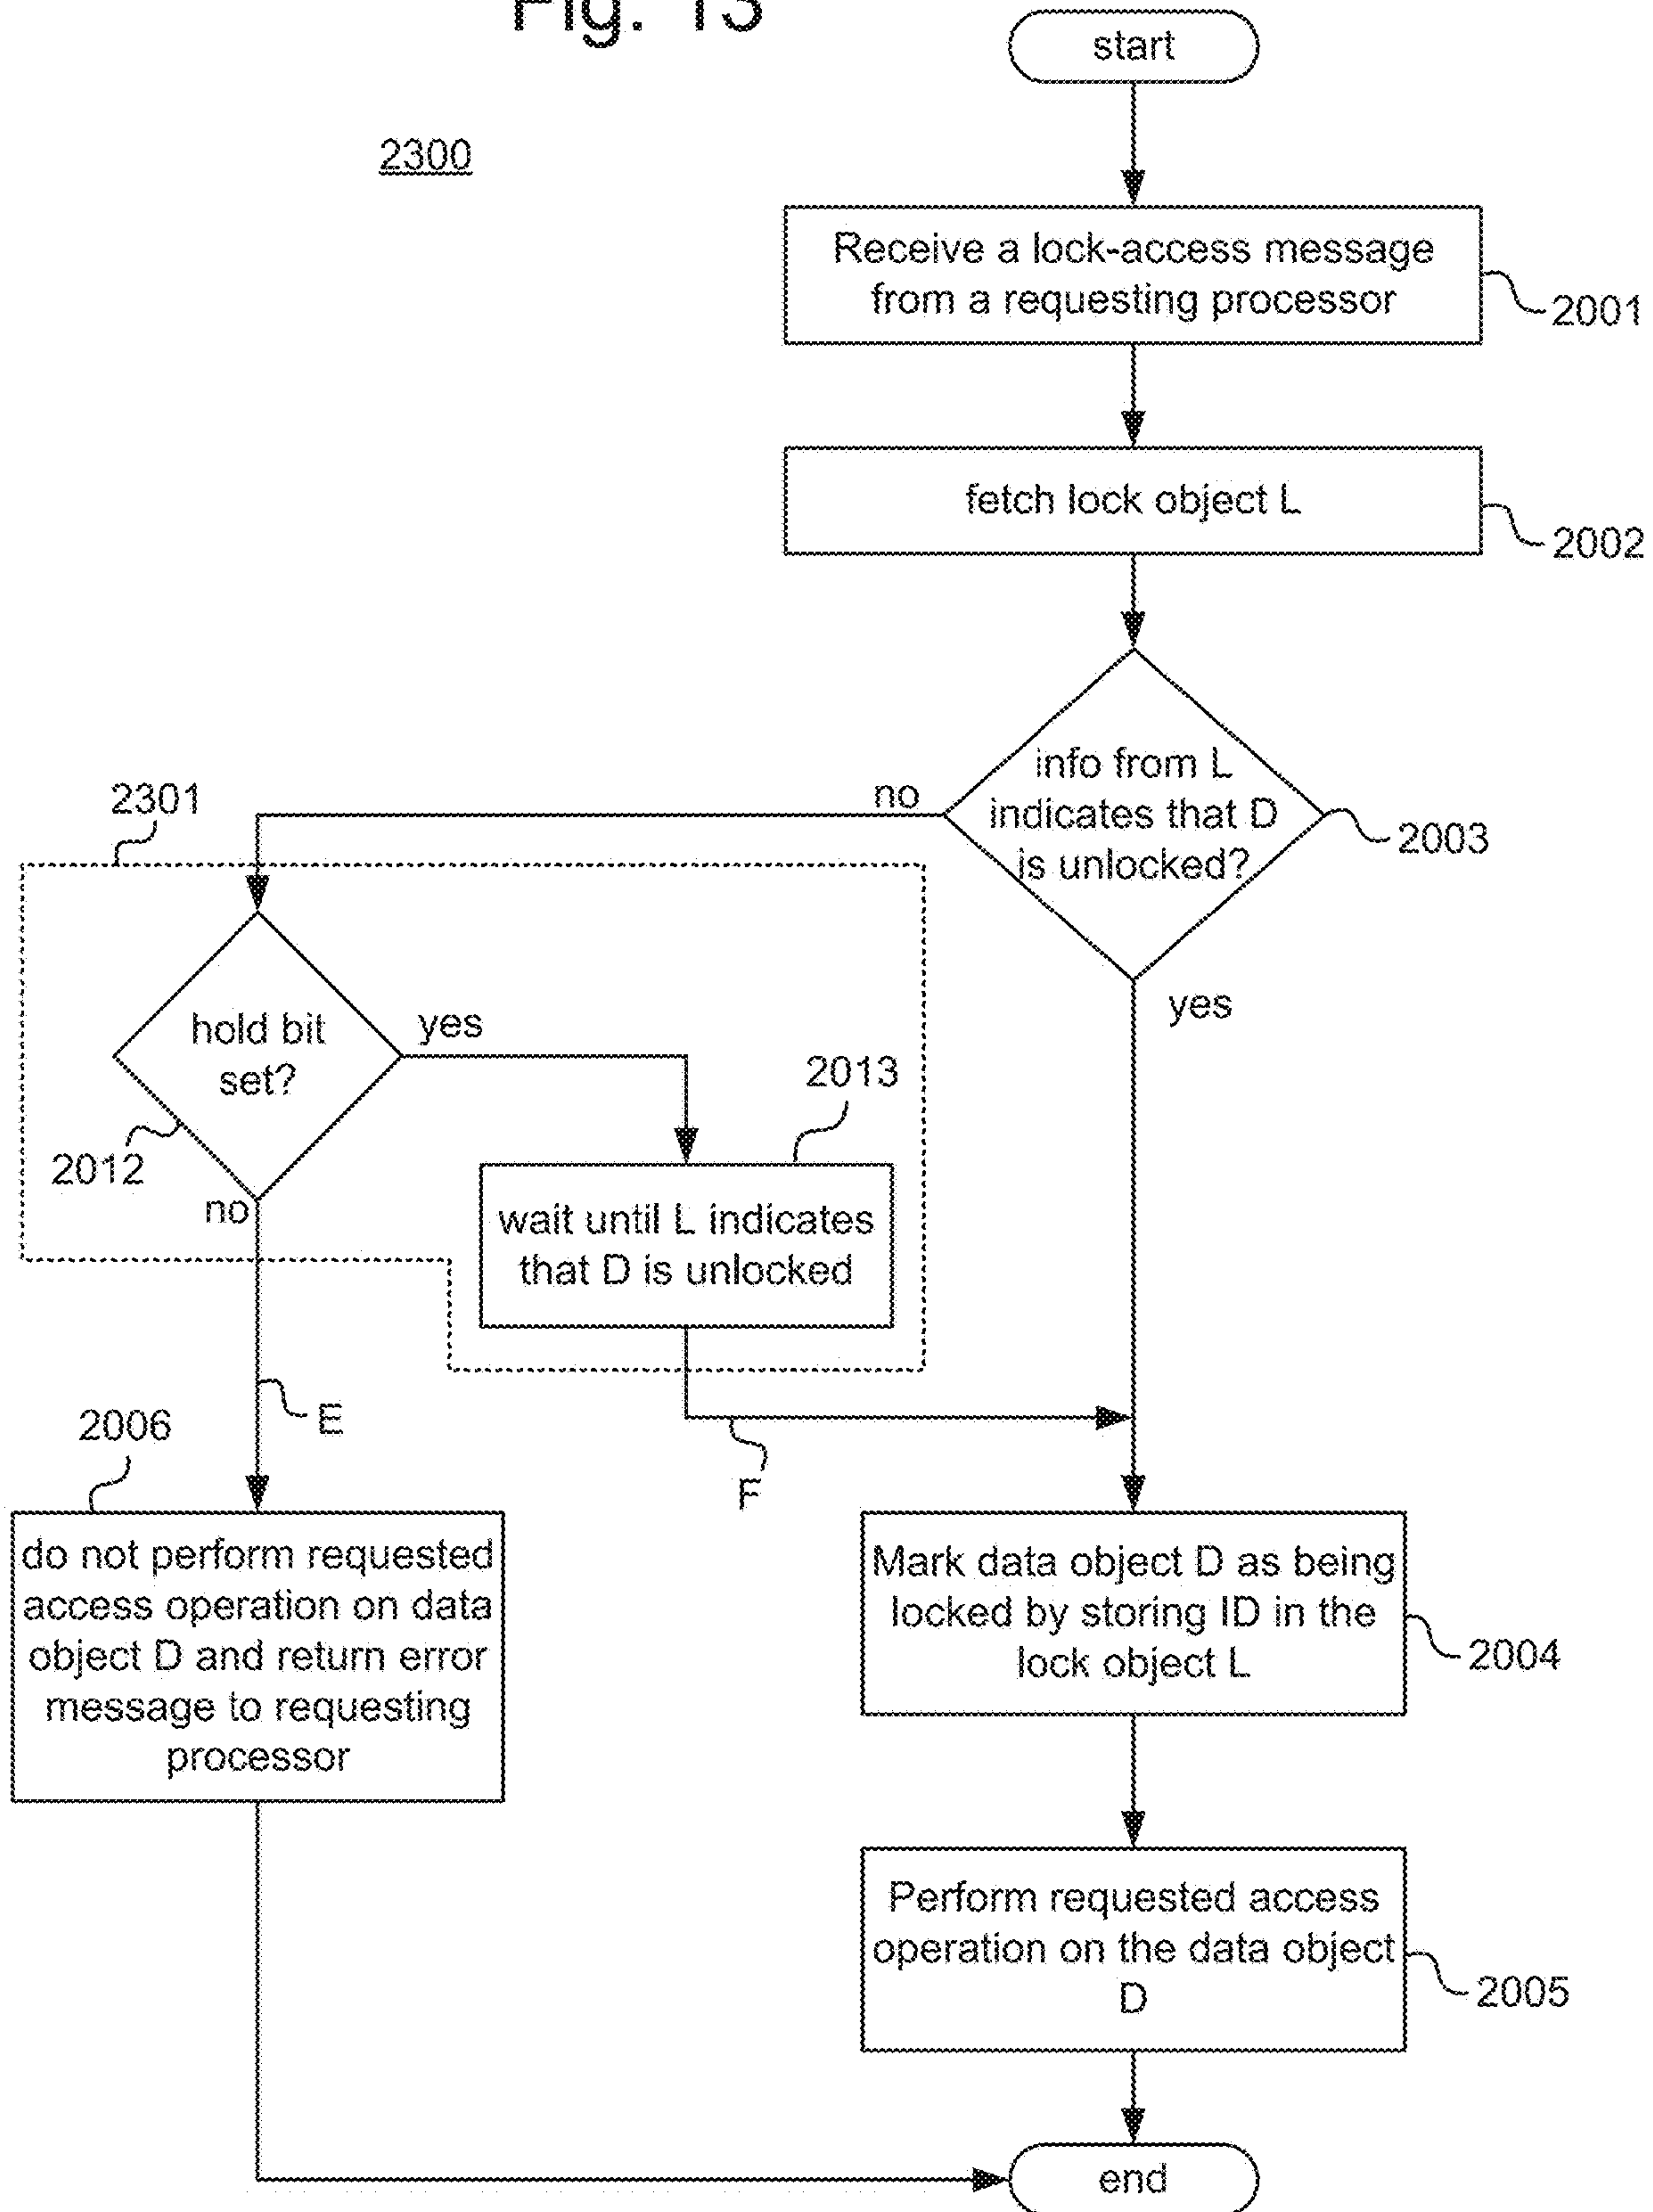 Fig. 13
start
2300
Receive a lock-access message
from a requesting processor
2001
fetch lock object L
2002
info from L
indicates that D
is unlocked?
2003
no
yes
2301
hold bit
set?
yes
2012
no
2013
wait until L indicates
that D is unlocked
E
F
2006
do not perform requested
access operation on data
object D and return error
message to requesting
processor
Mark data object D as being
locked by storing ID in the
lock object L
2004
Perform requested access
operation on the data object
D
2005
end